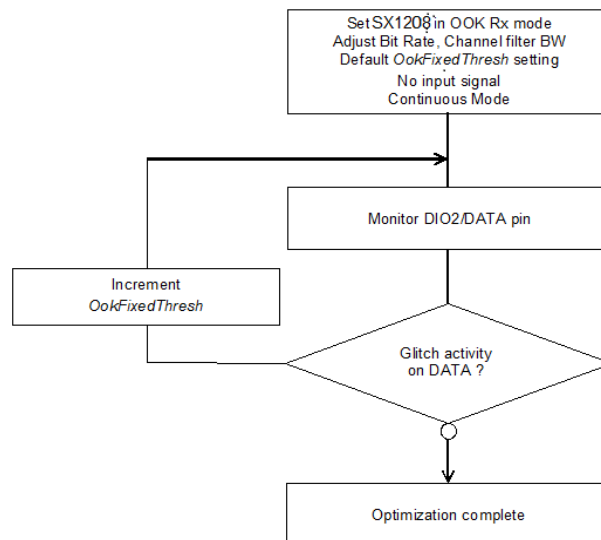 Set SX1208 in OOK Rx mode
Adjust Bit Rate, Channel filter BW
Default OokFixedThresh setting
No input signal
Continuous Mode
Monitor DIO2/DATA pin
Increment
OokFixedThresh
Glitch activity
on DATA ?
Optimization complete